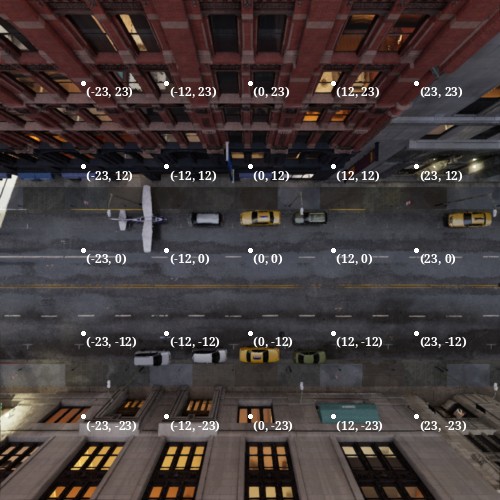 (-23, 23) (-12, 23) (0, 23) (12, 23) (23, 23)
(-23, 12) (-12, 12) (0, 12) (12, 12) (23, 12)
(-23, 0) (-12, 0) (0, 0) (12, 0) (23, 0)
(-23, -12) (-12, -12) (0, -12) (12, -12) (23, -12)
(-23, -23) (-12, -23) (0, -23) (12, -23) (23, -23)